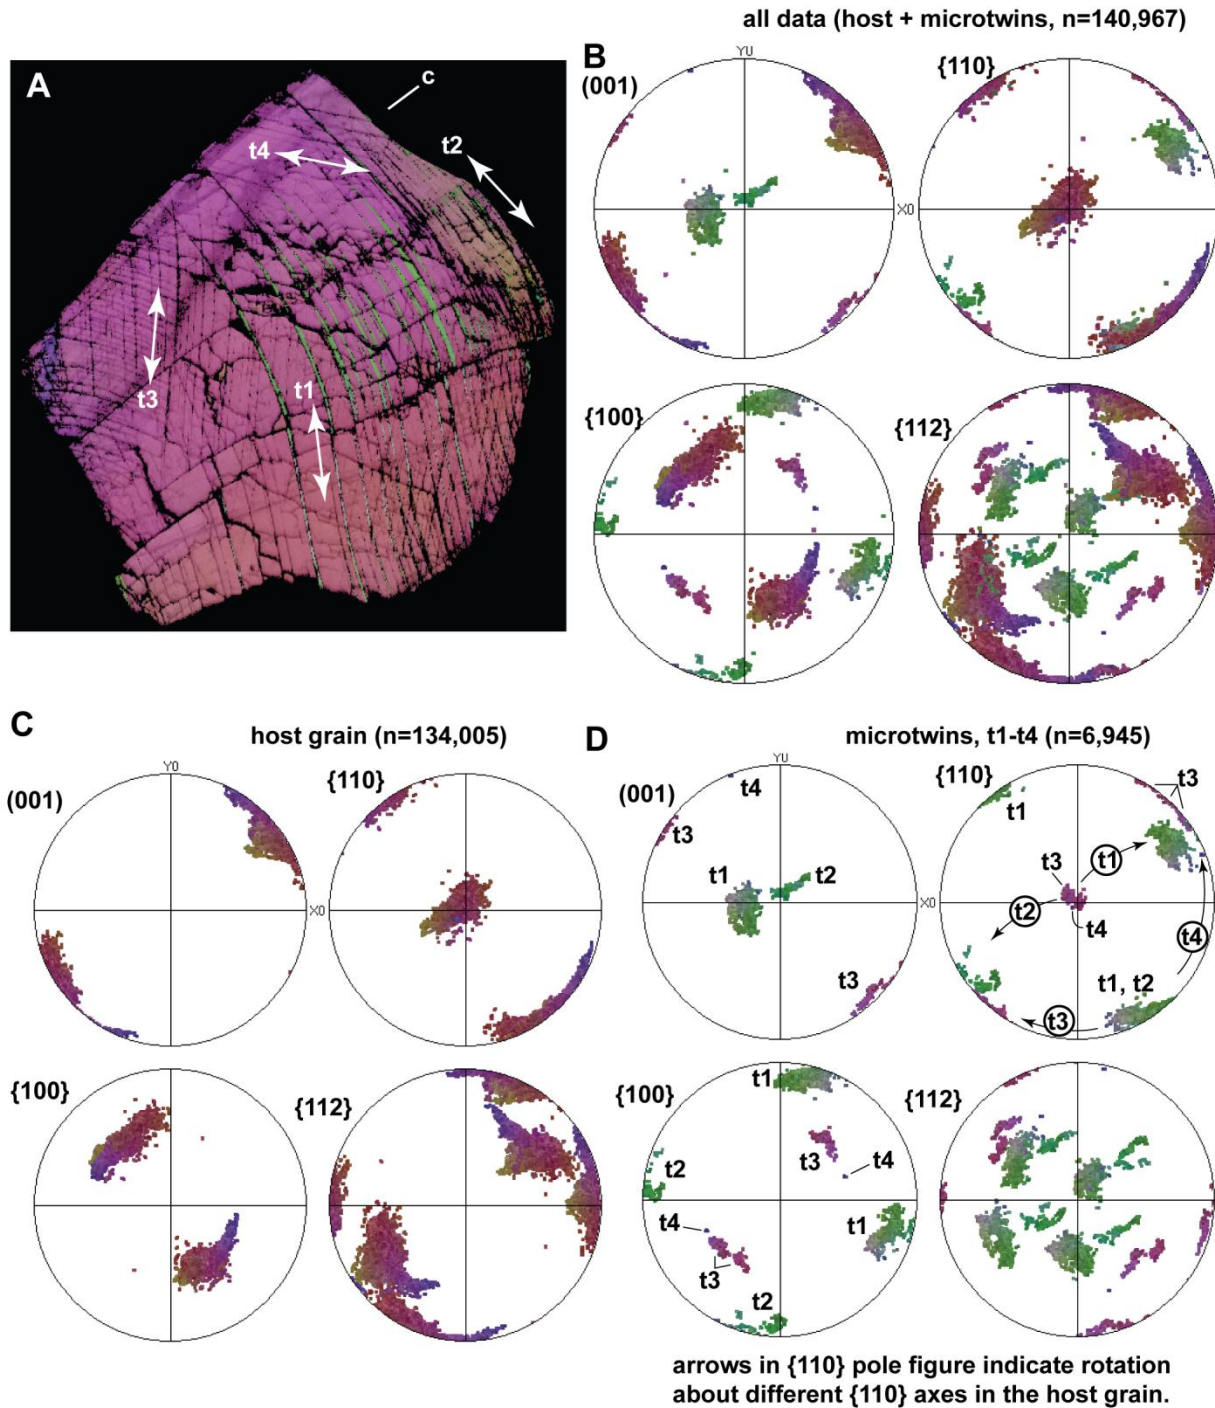 all data (host + microtwins, n=140,967)
A
c
t4
t2
t3
t1
B
(001)
Y0
X0
{110}
{100}
{112}
C
host grain (n=134,005)
(001)
Y0
X0
{110}
{100}
{112}
D
microtwins, t1-t4 (n=6,945)
(001)
Y0
X0
t4
t3
t1
t2
t3
{110}
t1
t3
t3
t1
t2
t4
t4
t1, t2
t3
{100}
t1
t2
t3
t4
t4
t1
t3
t2
{112}
arrows in {110} pole figure indicate rotation
about different {110} axes in the host grain.